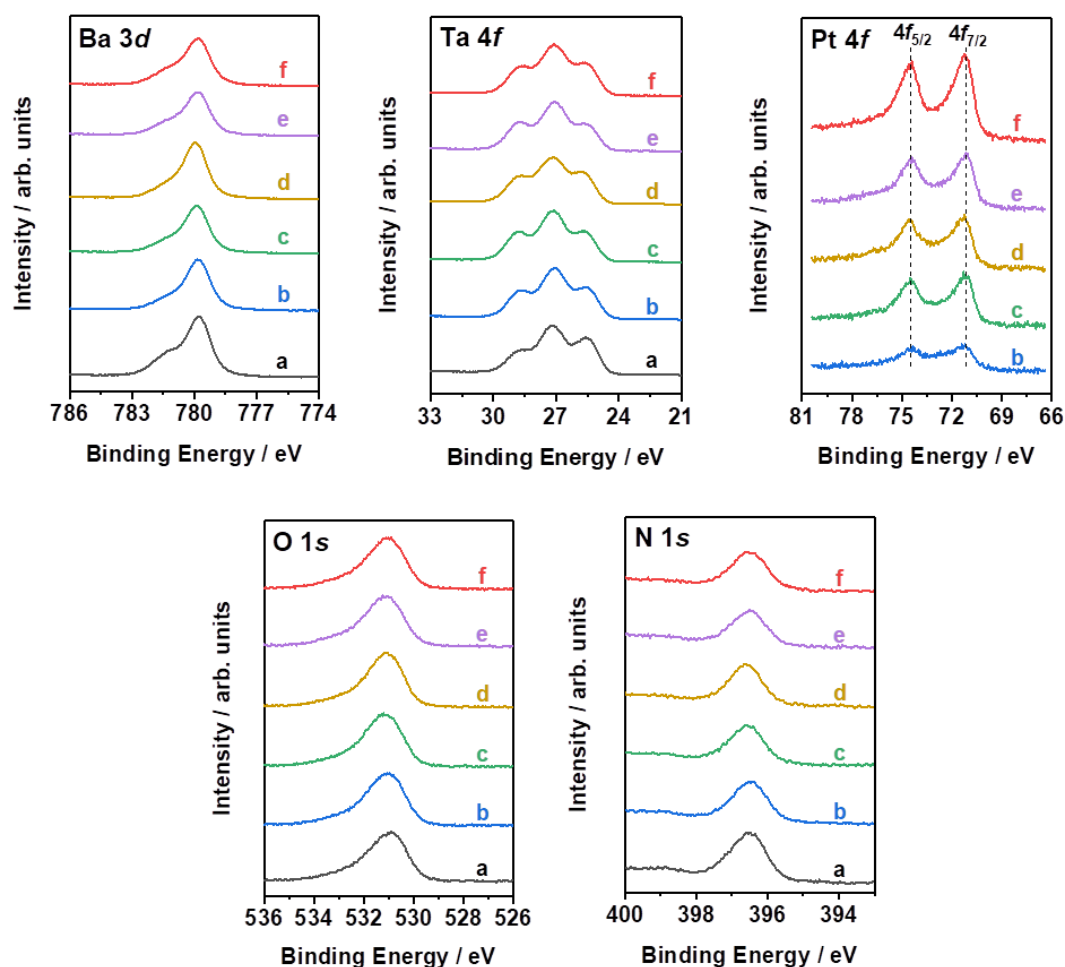 Ba 3d
f
e
d
c
b
a
Intensity / arb. units
786 783 780 777 774
Binding Energy / eV
Ta 4f
f
e
d
c
b
a
Intensity / arb. units
33 30 27 24 21
Binding Energy / eV
Pt 4f
4f5/2 4f7/2
f
e
d
c
b
Intensity / arb. units
81 78 75 72 69 66
Binding Energy / eV
O 1s
f
e
d
c
b
a
Intensity / arb. units
536 534 532 530 528 526
Binding Energy / eV
N 1s
f
e
d
c
b
a
Intensity / arb. units
400 398 396 394
Binding Energy / eV